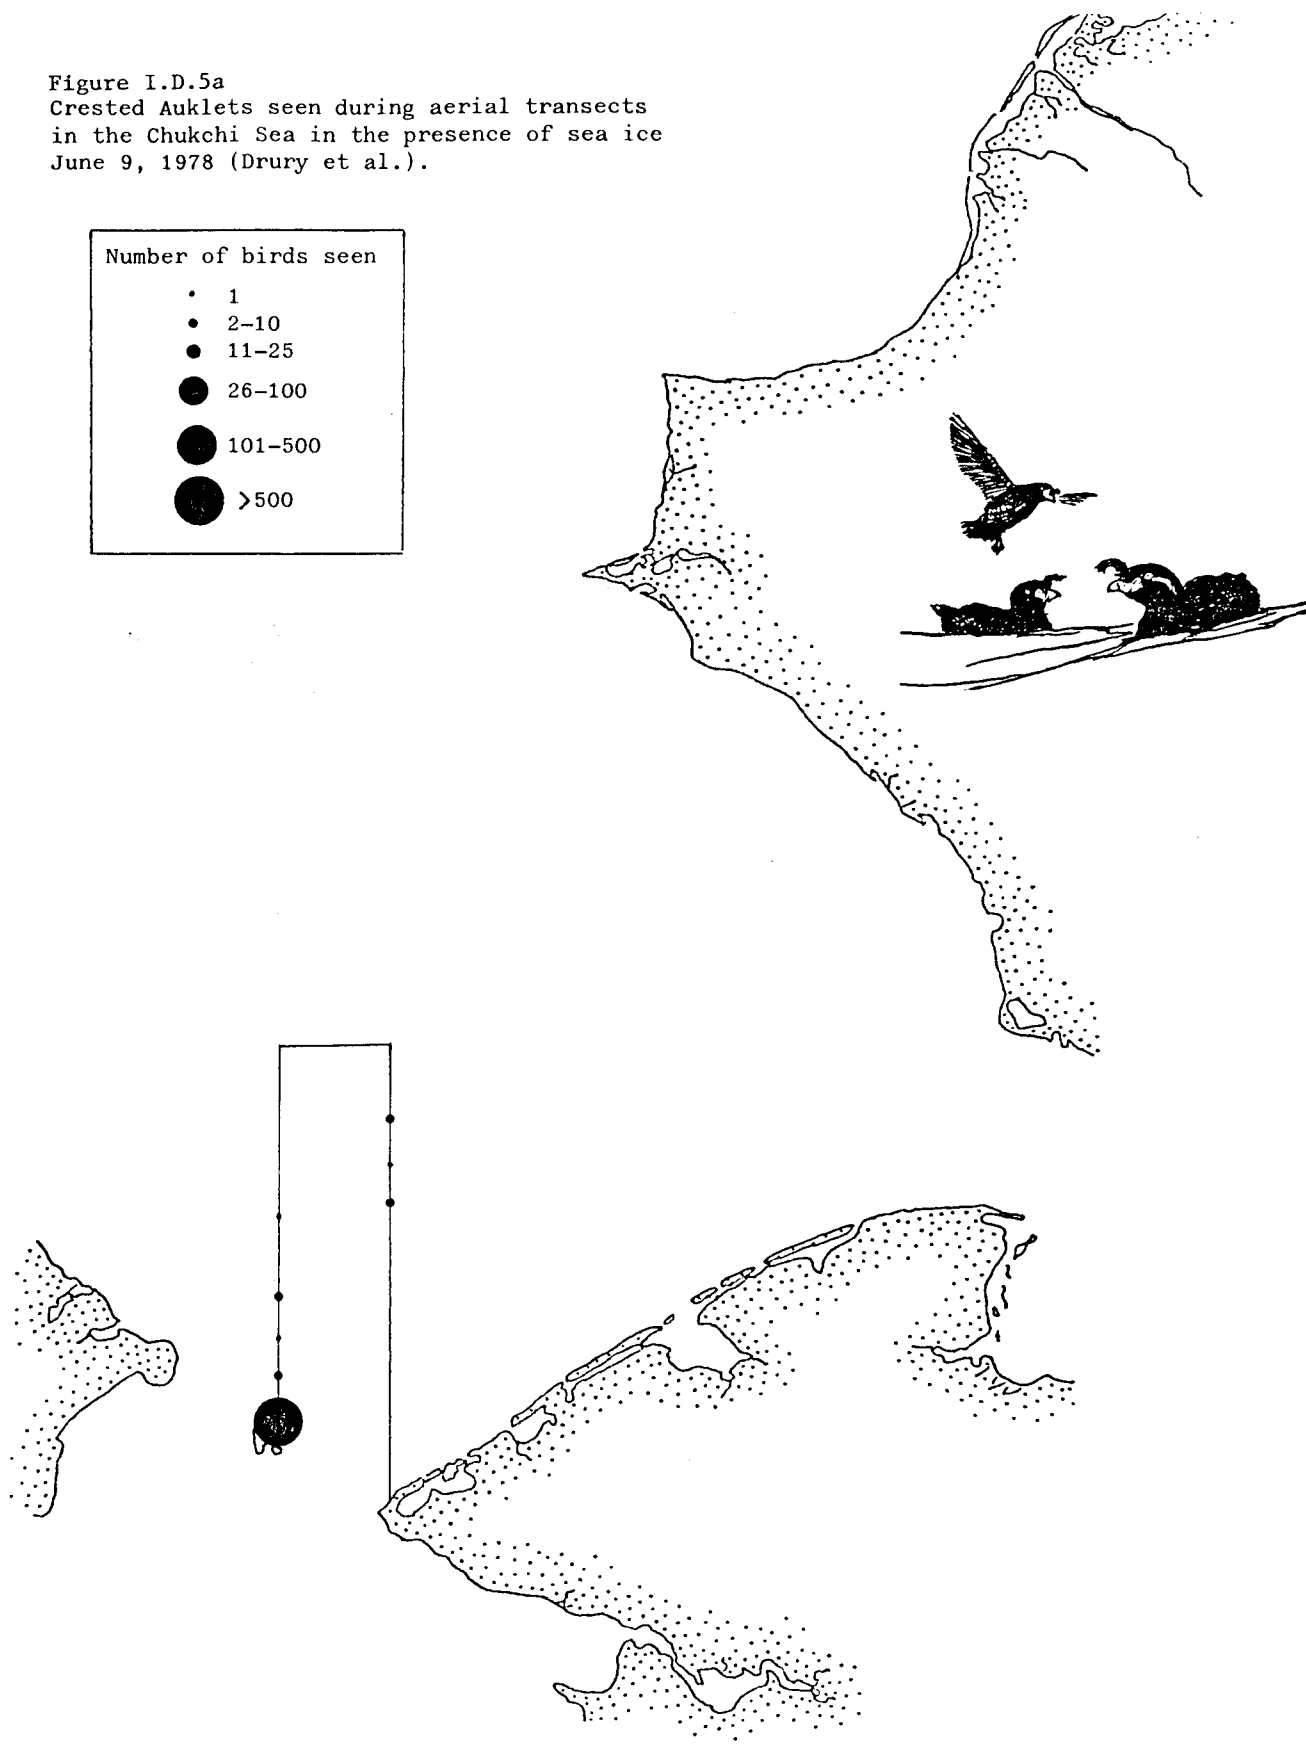 Figure I.D.5a
Crested Auklets seen during aerial transects
in the Chukchi Sea in the presence of sea ice
June 9, 1978 (Drury et al.).
Number of birds seen
1
2-10
11-25
26-100
101-500
>500